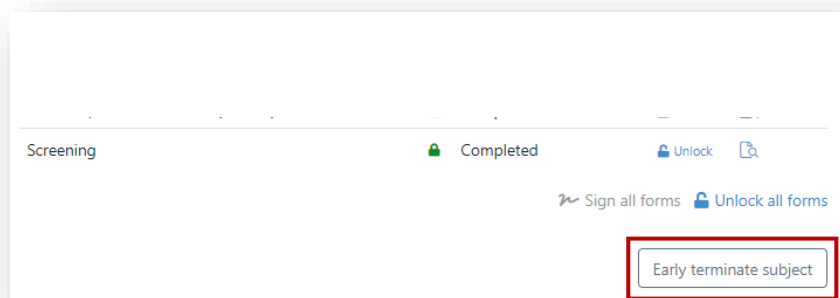 Screening Completed Unlock
Sign all forms Unlock all forms
Early terminate subject